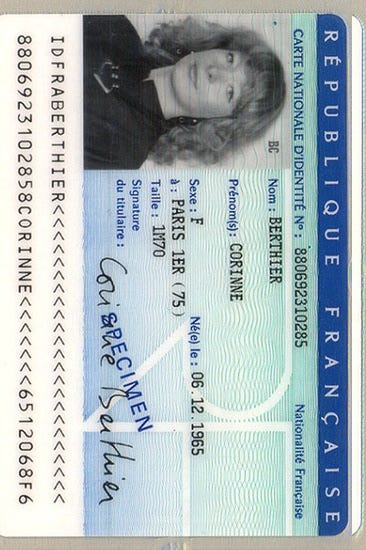 RÉPUBLIQUE FRANÇAISE
CARTE NATIONALE D'IDENTITÉ N° : 880692310285 Nationalité Française
Nom : BERTHIER
Prénom(s): CORINNE
BC
Sexe : F Né(e) le : 06.12.1965
à : PARIS 1ER (75)
Taille : 1M70
Signature
du titulaire :
SPECIMEN
Corinne Berthier
IDFRABERTHIER<<<<<<<<<<<<<<<<<<<<<<<
8806923102858CORINNE<<<<<<<6512068F6